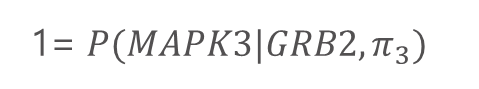 1= P(MAPK3|GRB2, π₃)